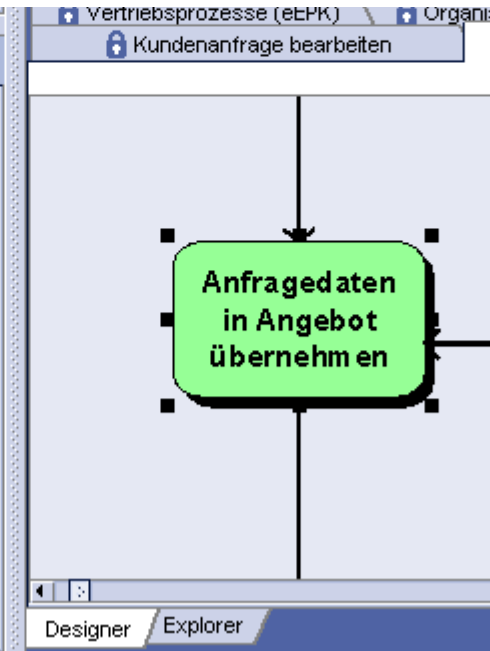 Vertriebsprozesse (eEPK)
Kundenanfrage bearbeiten
Anfragedaten
in Angebot
übernehmen
Designer Explorer